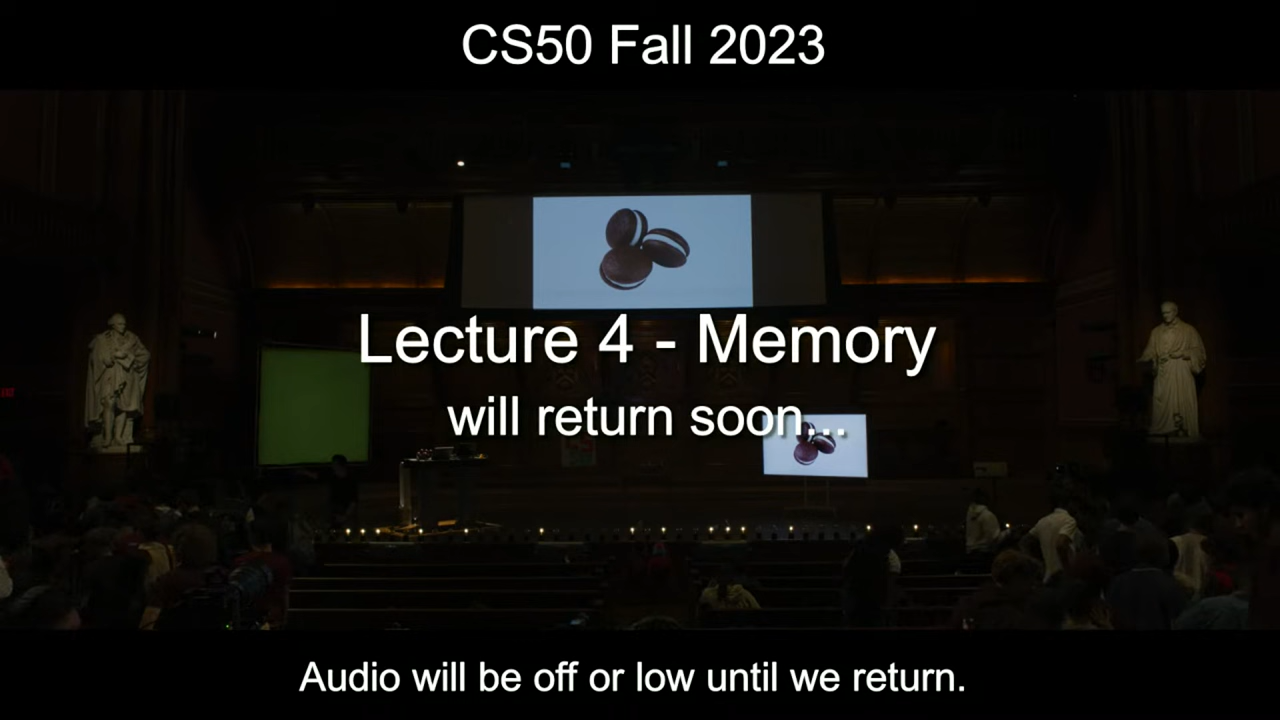 CS50 Fall 2023
Lecture 4 - Memory
will return soon...
Audio will be off or low until we return.